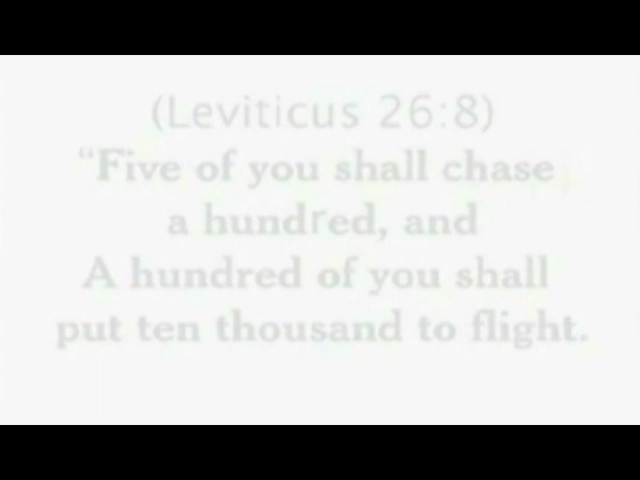 (Leviticus 26:8)
“Five of you shall chase
a hundred, and
A hundred of you shall
put ten thousand to flight.